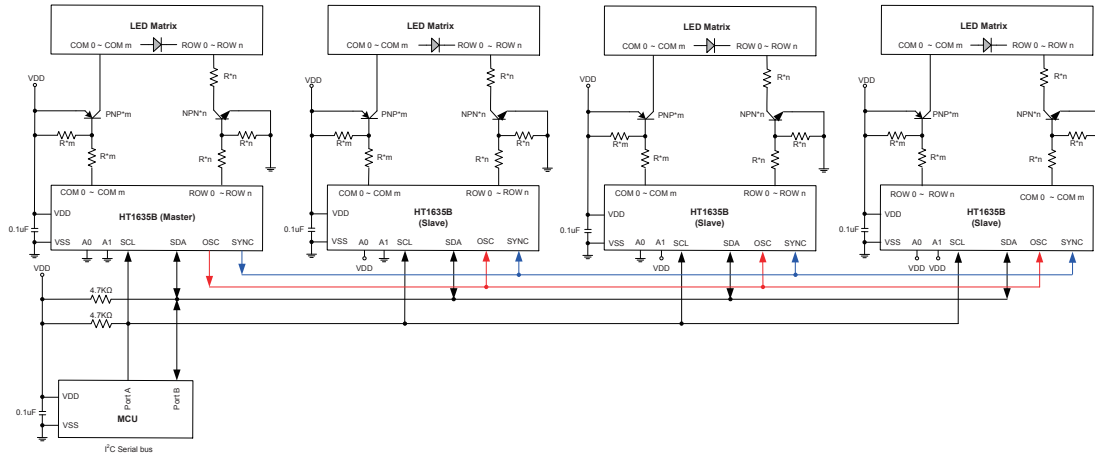 LED Matrix LED Matrix LED Matrix LED Matrix
COM 0 ~ COM m ROW 0 ~ ROW n COM 0 ~ COM m ROW 0 ~ ROW n COM 0 ~ COM m ROW 0 ~ ROW n COM 0 ~ COM m ROW 0 ~ ROW n
R*n R*n R*n R*n
VDD VDD VDD VDD
PNP*m NPN*n PNP*m NPN*n PNP*m NPN*n PNP*m NPN*n
R*m R*n R*m R*n R*m R*n R*m R*n
R*m R*n R*m R*n R*m R*n R*m R*n
COM 0 ~ COM m ROW 0 ~ ROW n COM 0 ~ COM m ROW 0 ~ ROW n COM 0 ~ COM m ROW 0 ~ ROW n ROW 0 ~ ROW n COM 0 ~ COM m
VDD HT1635B (Master) VDD HT1635B VDD HT1635B VDD HT1635B
(Slave) (Slave) (Slave)
0.1uF 0.1uF 0.1uF 0.1uF
VSS A0 A1 SCL SDA OSC SYNC VSS A0 A1 SCL SDA OSC SYNC VSS A0 A1 SCL SDA OSC SYNC VSS A0 A1 SCL SDA OSC SYNC
VDD VDD VDD VDD
VDD
4.7KΩ
4.7KΩ
Port A Port B
VDD
0.1uF MCU
VSS
I²C Serial bus